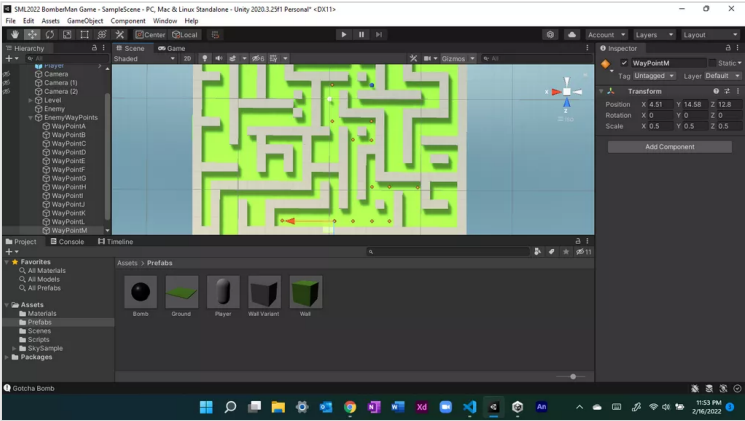 SML2022 BomberMan Game - SampleScene - PC, Mac & Linux Standalone - Unity 2020.3.25f1 Personal* <DX11>
File Edit Assets GameObject Component Window Help
Center Local Account Layers Layout
Hierarchy
All
Player
Camera
Camera (1)
Camera (2)
Level
Enemy
EnemyWayPoints
WayPointA
WayPointB
WayPointC
WayPointD
WayPointE
WayPointF
WayPointG
WayPointH
WayPointI
WayPointJ
WayPointK
WayPointL
WayPointM
Scene Game
Shaded 2D 6 Gizmos All
Inspector
WayPointM Static
Tag Untagged Layer Default
Transform
Position X 4.51 Y 14.58 Z 12.8
Rotation X 0 Y 0 Z 0
Scale X 0.5 Y 0.5 Z 0.5
Add Component
Project Console Timeline
11
Favorites
All Materials
All Models
All Prefabs
Assets
Materials
Prefabs
Scenes
Scripts
SkySample
Packages
Assets > Prefabs
Bomb Ground Player Wall Variant Wall
Gotcha Bomb
Xd An
11:53 PM
2/16/2022